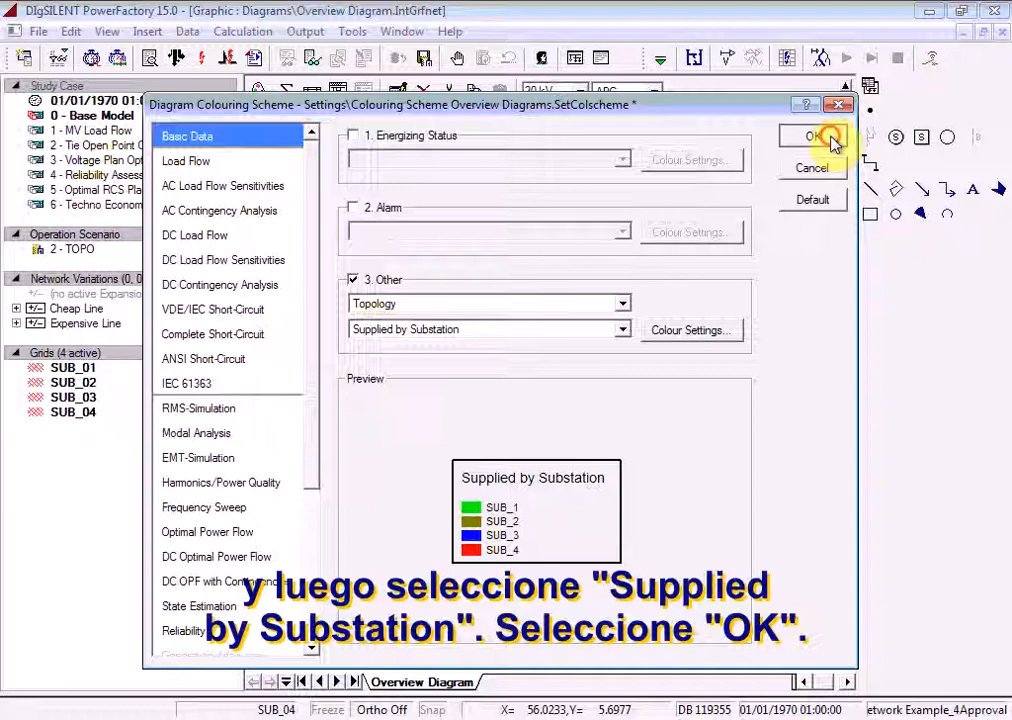 DIgSILENT PowerFactory 15.0 - [Graphic : Diagrams\Overview Diagram.IntGrfnet]
File Edit View Insert Data Calculation Output Tools Window Help
Study Case
01/01/1970 01:0
0 - Base Model
1 - MV Load Flow
2 - Tie Open Point O
3 - Voltage Plan Opt
4 - Reliability Assess
5 - Optimal RCS Pla
6 - Techno Econom
Operation Scenario
2 - TOPO
Network Variations (0, 0
(no active Expansio
Cheap Line
Expensive Line
Grids (4 active)
SUB_01
SUB_02
SUB_03
SUB_04
Diagram Colouring Scheme - Settings\Colouring Scheme Overview Diagrams.SetColscheme *
Basic Data
Load Flow
AC Load Flow Sensitivities
AC Contingency Analysis
DC Load Flow
DC Load Flow Sensitivities
DC Contingency Analysis
VDE/IEC Short-Circuit
Complete Short-Circuit
ANSI Short-Circuit
IEC 61363
RMS-Simulation
Modal Analysis
EMT-Simulation
Harmonics/Power Quality
Frequency Sweep
Optimal Power Flow
DC Optimal Power Flow
DC OPF with
State Estimation
Reliability
1. Energizing Status
Colour Settings...
2. Alarm
Colour Settings...
3. Other
Topology
Supplied by Substation
Colour Settings...
Preview
Supplied by Substation
SUB_1
SUB_2
SUB_3
SUB_4
OK
Cancel
Default
y luego seleccione "Supplied
by Substation". Seleccione "OK".
Overview Diagram
SUB_04 Freeze Ortho Off Snap X= 56.0233,Y= 5.6977 DB 119355 01/01/1970 01:00:00 etwork Example_4Approval